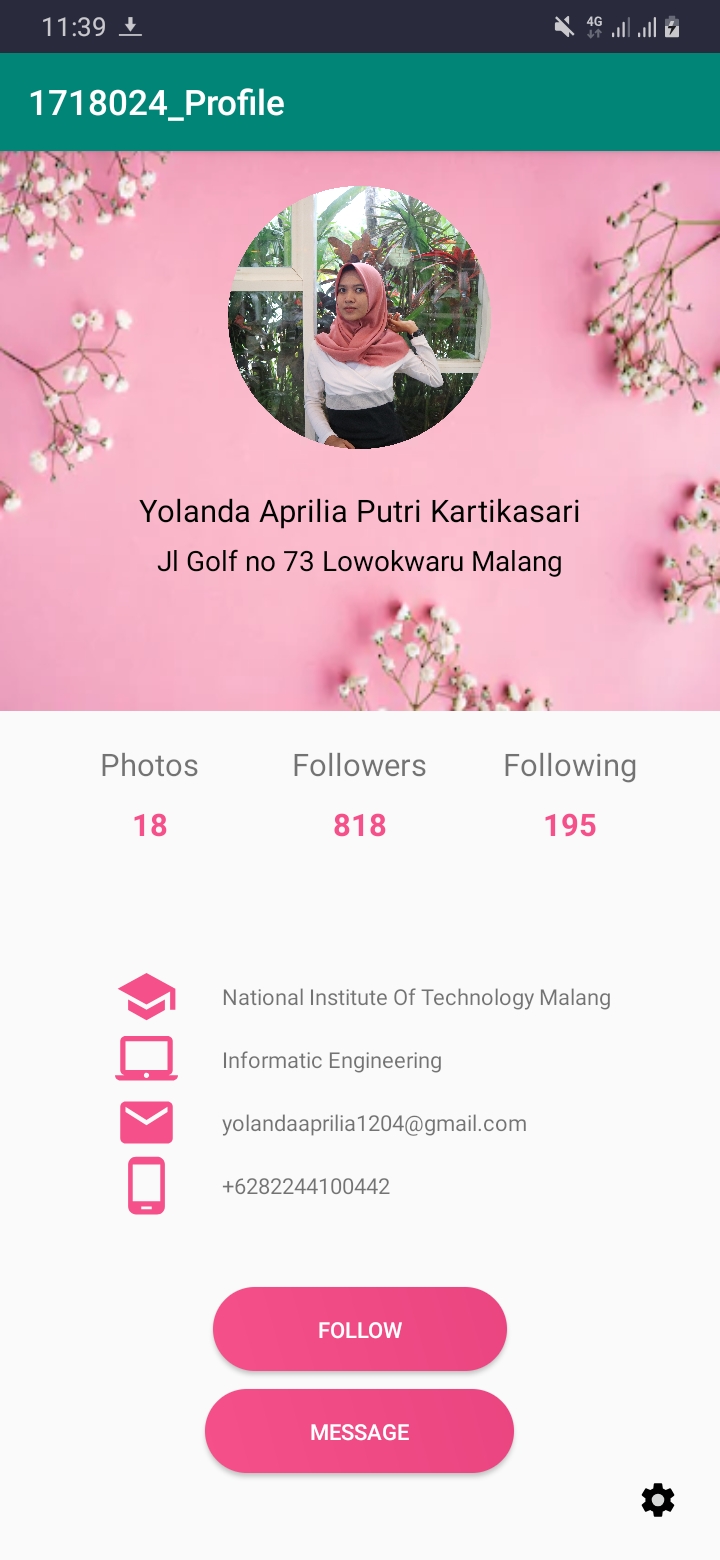 11:39
4G
1718024_Profile
Yolanda Aprilia Putri Kartikasari
Jl Golf no 73 Lowokwaru Malang
Photos Followers Following
18 818 195
National Institute Of Technology Malang
Informatic Engineering
yolandaaprilia1204@gmail.com
+6282244100442
FOLLOW
MESSAGE